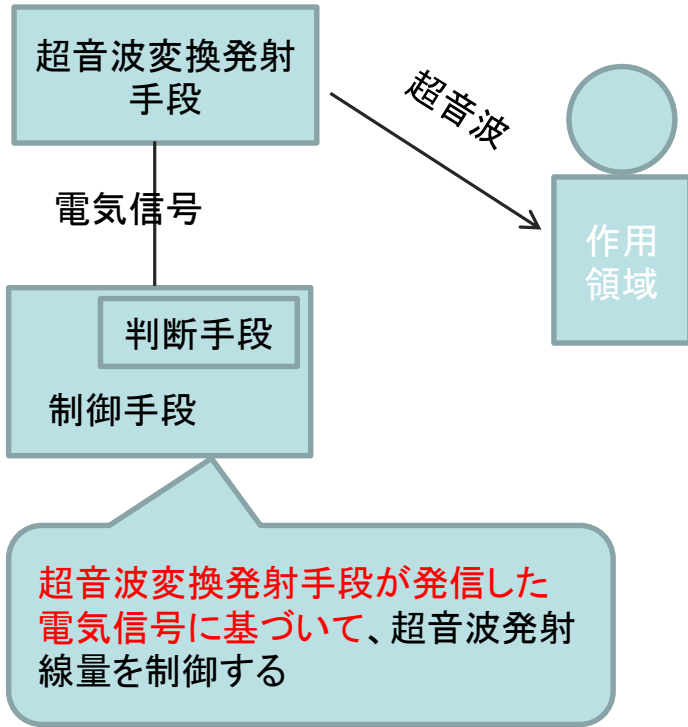 超音波変換発射
手段
超音波
電気信号
作用
領域
判断手段
制御手段
超音波変換発射手段が発信した
電気信号に基づいて、超音波発射
線量を制御する